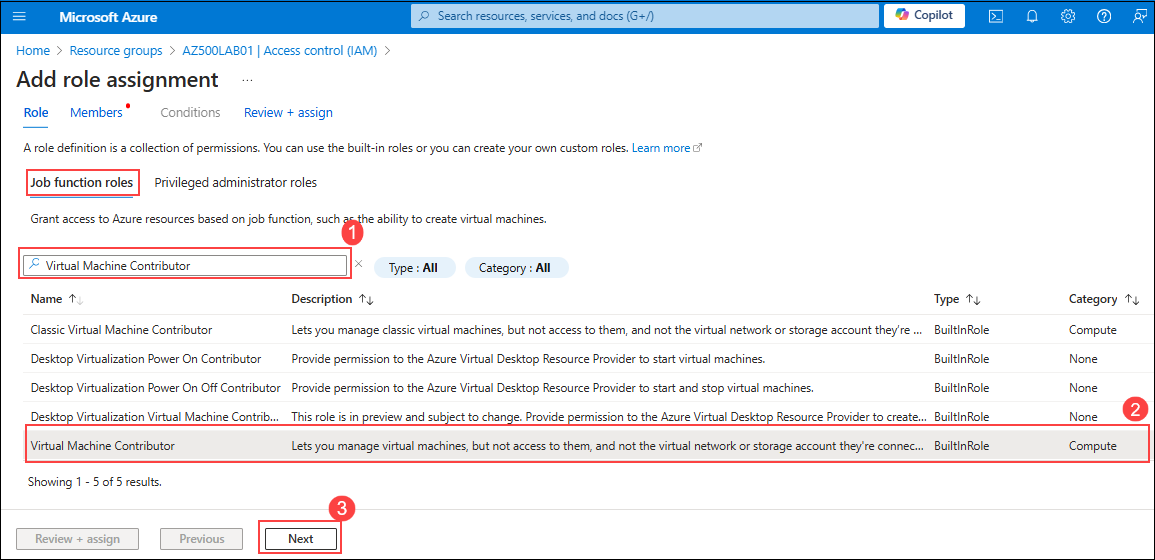 Microsoft Azure
Search resources, services, and docs (G+/)
Copilot
Home > Resource groups > AZ500LAB01 | Access control (IAM) >
Add role assignment ...
Role Members Conditions Review + assign
A role definition is a collection of permissions. You can use the built-in roles or you can create your own custom roles. Learn more
Job function roles Privileged administrator roles
Grant access to Azure resources based on job function, such as the ability to create virtual machines.
1
Virtual Machine Contributor
Type : All Category : All
Name Description Type Category
Classic Virtual Machine Contributor Lets you manage classic virtual machines, but not access to them, and not the virtual network or storage account they're ... BuiltInRole Compute
Desktop Virtualization Power On Contributor Provide permission to the Azure Virtual Desktop Resource Provider to start virtual machines. BuiltInRole None
Desktop Virtualization Power On Off Contributor Provide permission to the Azure Virtual Desktop Resource Provider to start and stop virtual machines. BuiltInRole None
Desktop Virtualization Virtual Machine Contrib... This role is in preview and subject to change. Provide permission to the Azure Virtual Desktop Resource Provider to create... BuiltInRole None
2
Virtual Machine Contributor Lets you manage virtual machines, but not access to them, and not the virtual network or storage account they're connec... BuiltInRole Compute
Showing 1 - 5 of 5 results.
3
Review + assign Previous Next